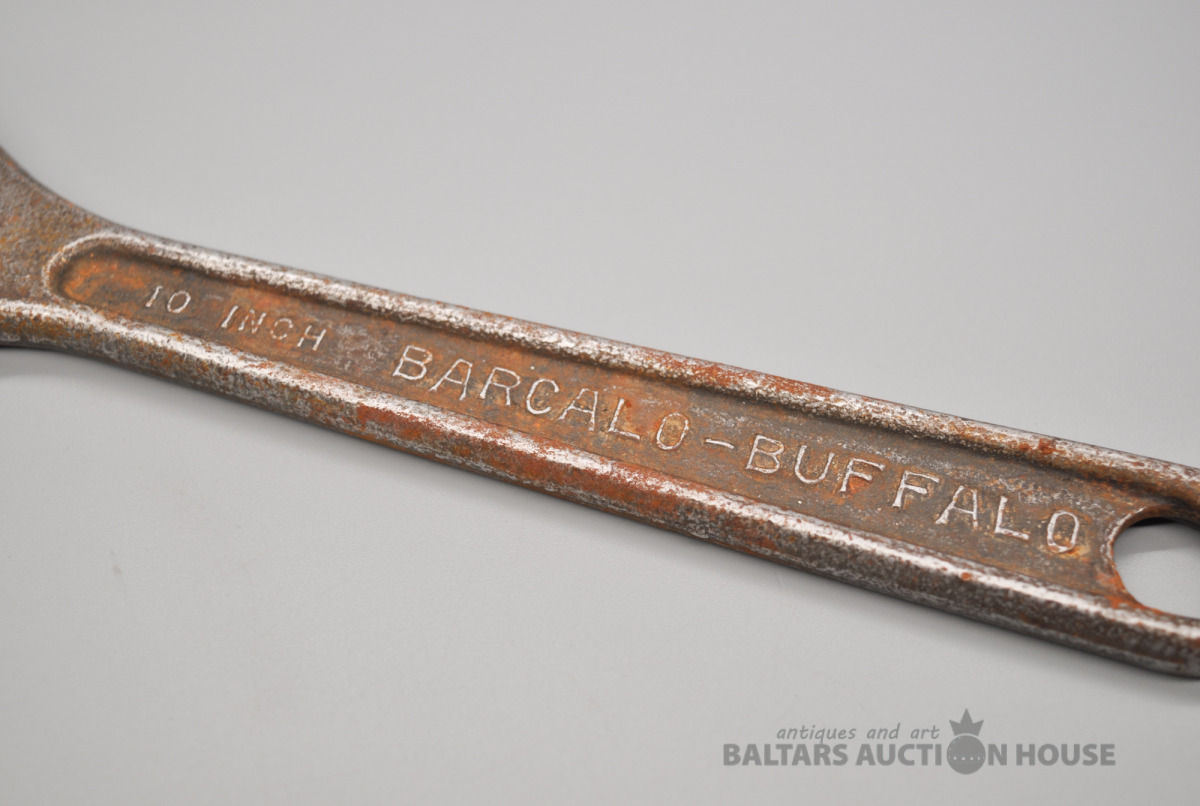 10 INCH BARCALO-BUFFALO
antiques and art
BALTARS AUCTION HOUSE